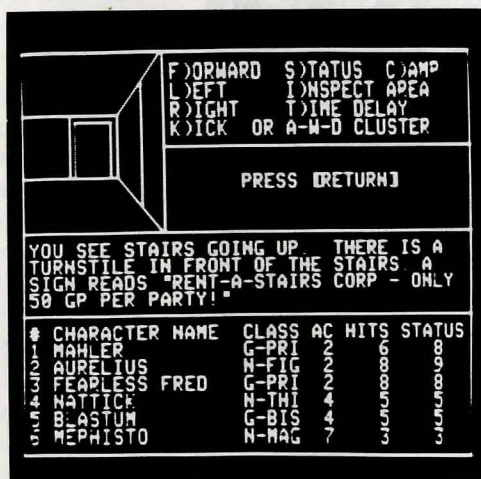 F)ORWARD S)TATUS C)AMP
L)EFT I)NSPECT AREA
R)IGHT T)IME DELAY
K)ICK OR A-W-D CLUSTER
PRESS [RETURN]
YOU SEE STAIRS GOING UP. THERE IS A
TURNSTILE IN FRONT OF THE STAIRS. A
SIGN READS "RENT-A-STAIRS CORP - ONLY
50 GP PER PARTY!"
# CHARACTER NAME CLASS AC HITS STATUS
1 MAHLER G-PRI 2 6 8
2 AURELIUS N-FIG 2 8 9
3 FEARLESS FRED G-PRI 2 8 8
4 NATTICK N-THI 4 5 5
5 BLASTUM G-BIS 4 5 5
6 MEPHISTO N-MAG 7 3 3